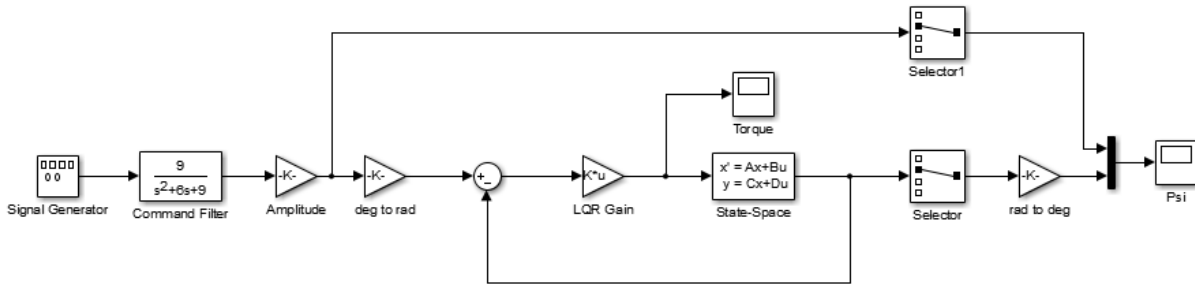 Selector1
Torque
9
s²+6s+9
-K-
-K-
+
-
K*u
x' = Ax+Bu
y = Cx+Du
-K-
Signal Generator
Command Filter
Amplitude
deg to rad
LQR Gain
State-Space
Selector
rad to deg
Psi